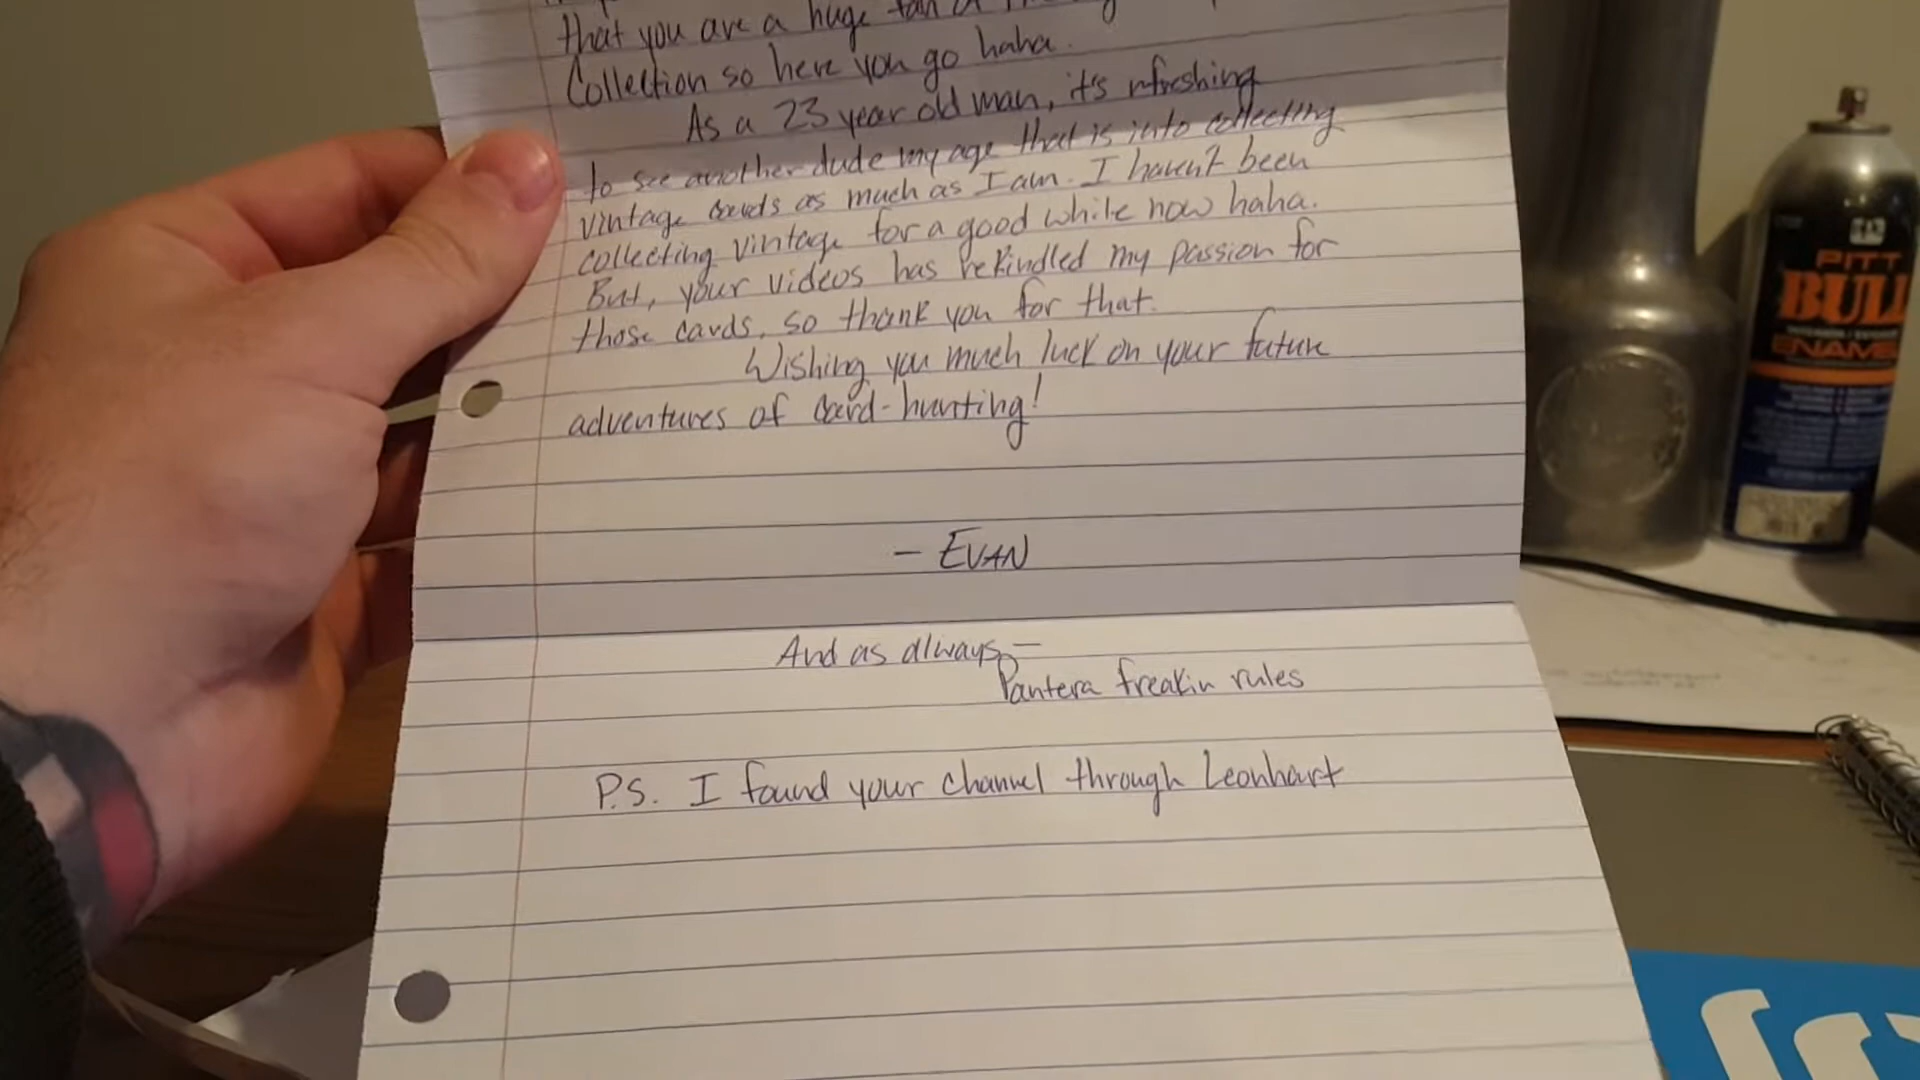 that you are a huge fan of
Collection so here you go haha.
As a 23 year old man, it's refreshing
to see another dude my age that is into collecting
vintage cards as much as I am. I haven't been
collecting vintage for a good while now haha.
But, your videos has rekindled my passion for
those cards, so thank you for that.
Wishing you much luck on your future
adventures of card-hunting!
- EVAN
And as always -
Pantera freakin rules
P.S. I found your channel through Leonhart
PITT
BULL
ENAME